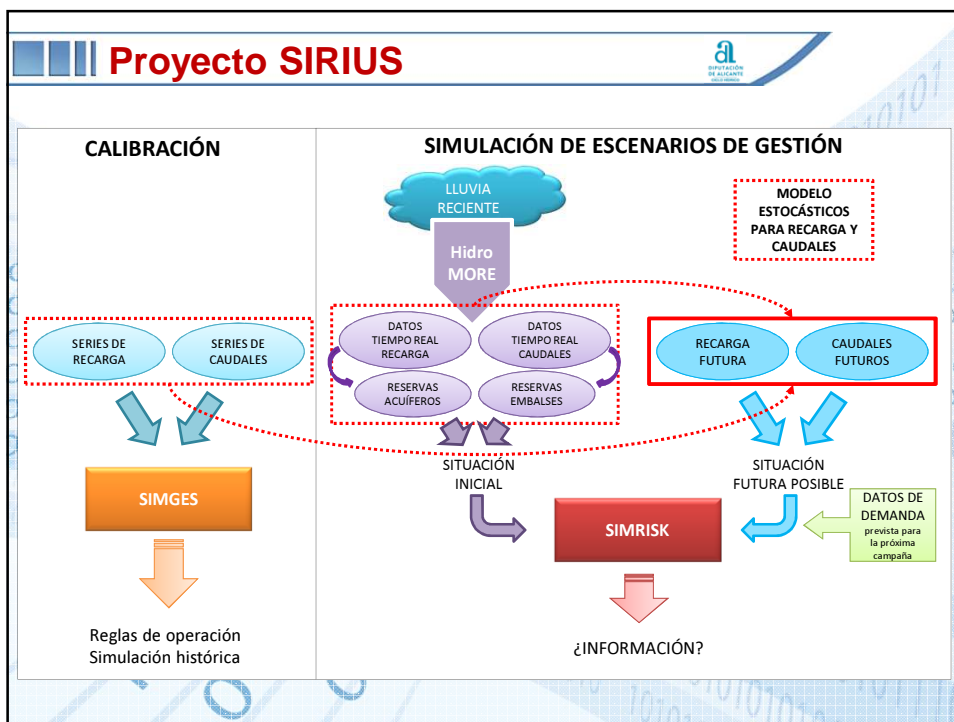 Proyecto SIRIUS
DIPUTACIÓN
DE ALICANTE
CICLO HÍDRICO
CALIBRACIÓN
SERIES DE
RECARGA
SERIES DE
CAUDALES
SIMGES
Reglas de operación
Simulación histórica
SIMULACIÓN DE ESCENARIOS DE GESTIÓN
LLUVIA
RECIENTE
Hidro
MORE
MODELO
ESTOCÁSTICOS
PARA RECARGA Y
CAUDALES
DATOS
TIEMPO REAL
RECARGA
DATOS
TIEMPO REAL
CAUDALES
RESERVAS
ACUÍFEROS
RESERVAS
EMBALSES
RECARGA
FUTURA
CAUDALES
FUTUROS
SITUACIÓN
INICIAL
SITUACIÓN
FUTURA POSIBLE
DATOS DE
DEMANDA
prevista para
la próxima
campaña
SIMRISK
¿INFORMACIÓN?